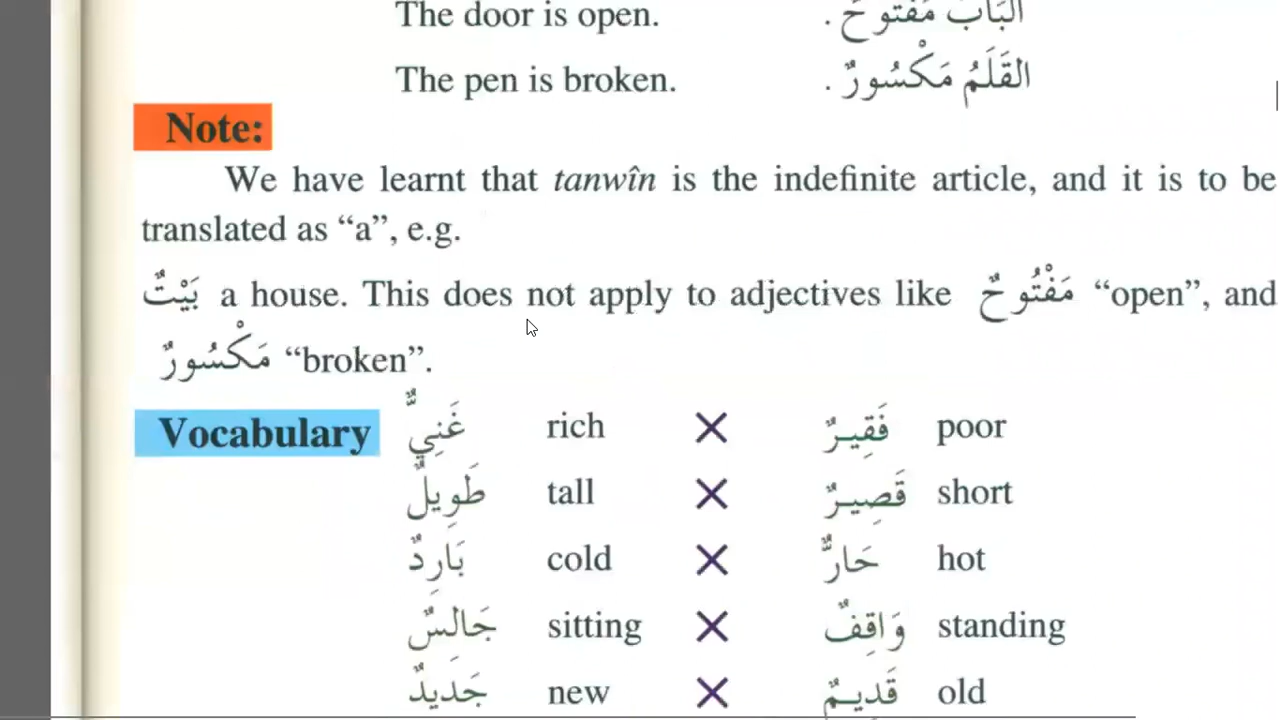 The door is open. البَابُ مَفْتُوحٌ .
The pen is broken. القَلَمُ مَكْسُورٌ .
Note:
We have learnt that tanwîn is the indefinite article, and it is to be
translated as “a”, e.g.
بَيْتٌ a house. This does not apply to adjectives like مَفْتُوحٌ “open”, and
مَكْسُورٌ “broken”.
Vocabulary غَنِيٌّ rich × فَقِيرٌ poor
طَوِيلٌ tall × قَصِيرٌ short
بَارِدٌ cold × حَارٌّ hot
جَالِسٌ sitting × وَاقِفٌ standing
جَدِيدٌ new × قَدِيمٌ old